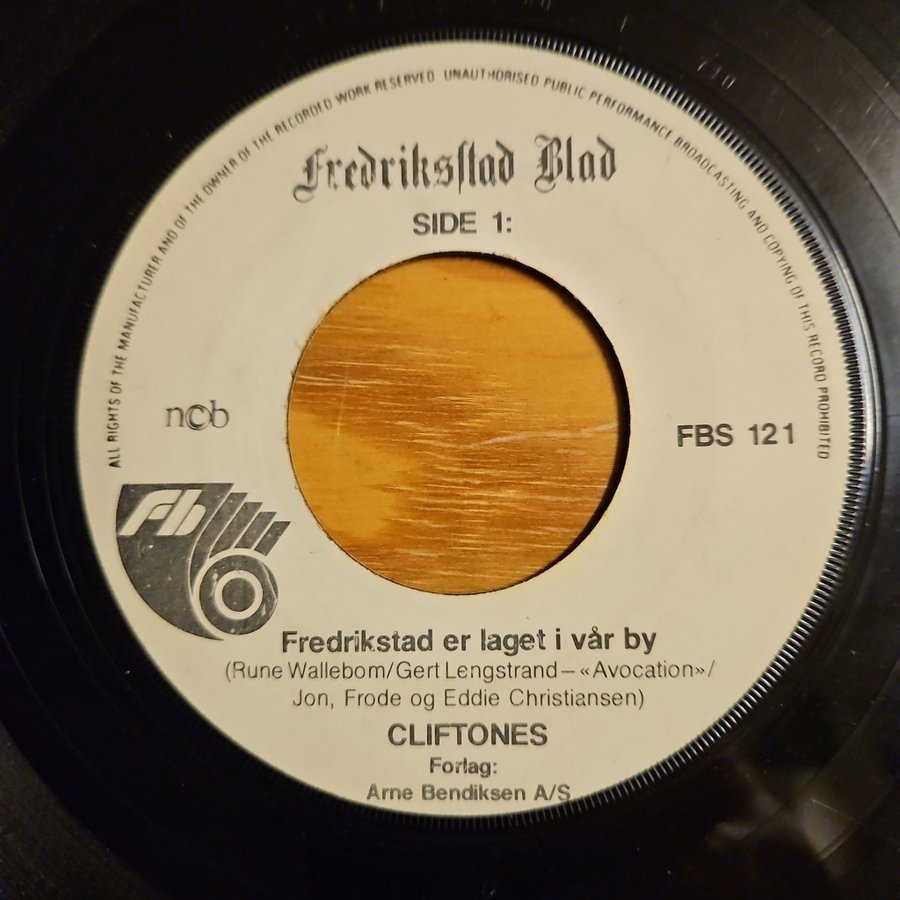 ALL RIGHTS OF THE MANUFACTURER AND OF THE OWNER OF THE RECORDED WORK RESERVED UNAUTHORISED PUBLIC PERFORMANCE BROADCASTING AND COPYING OF THIS RECORD PROHIBITED
Fredriksstad Blad
SIDE 1:
ncb
FBS 121
fb
Fredrikstad er laget i vår by
(Rune Wallebom/Gert Lengstrand – «Avocation»/
Jon, Frode og Eddie Christiansen)
CLIFTONES
Forlag:
Arne Bendiksen A/S